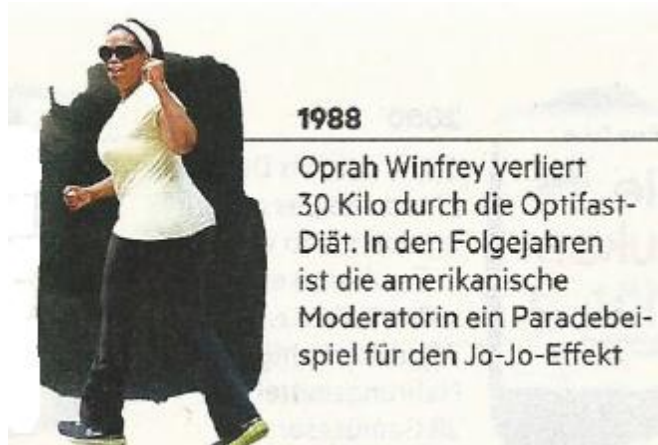 1988
Oprah Winfrey verliert
30 Kilo durch die Optifast-
Diät. In den Folgejahren
ist die amerikanische
Moderatorin ein Paradebei-
spiel für den Jo-Jo-Effekt